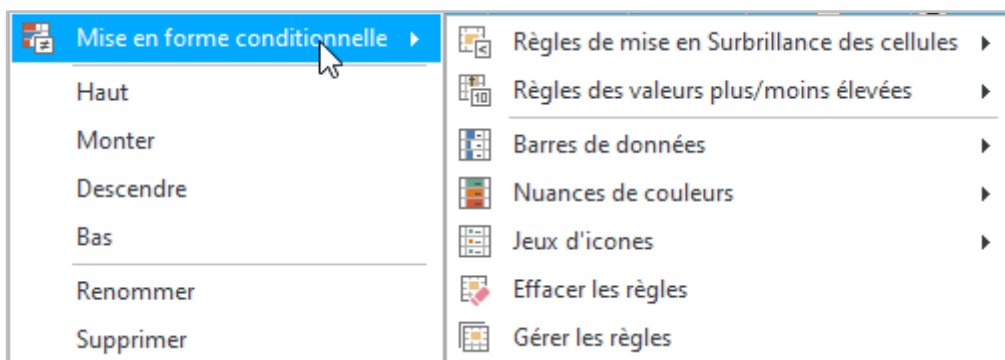 Mise en forme conditionnelle
Haut
Monter
Descendre
Bas
Renommer
Supprimer
Règles de mise en Surbrillance des cellules
Règles des valeurs plus/moins élevées
Barres de données
Nuances de couleurs
Jeux d'icones
Effacer les règles
Gérer les règles